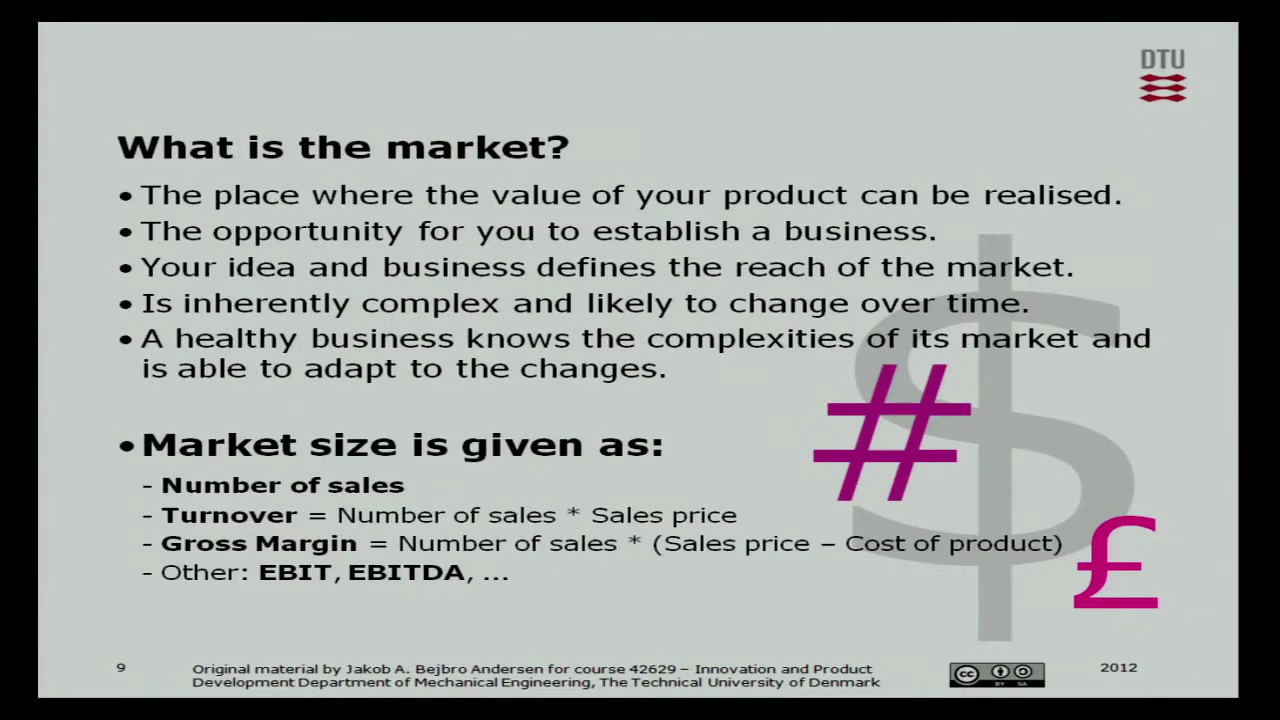 DTU
What is the market?
• The place where the value of your product can be realised.
• The opportunity for you to establish a business.
• Your idea and business defines the reach of the market.
• Is inherently complex and likely to change over time.
• A healthy business knows the complexities of its market and
is able to adapt to the changes.
$
#
£
• Market size is given as:
- Number of sales
- Turnover = Number of sales * Sales price
- Gross Margin = Number of sales * (Sales price – Cost of product)
- Other: EBIT, EBITDA, ...
9
Original material by Jakob A. Bejbro Andersen for course 42629 – Innovation and Product
Development Department of Mechanical Engineering, The Technical University of Denmark
cc BY SA
2012